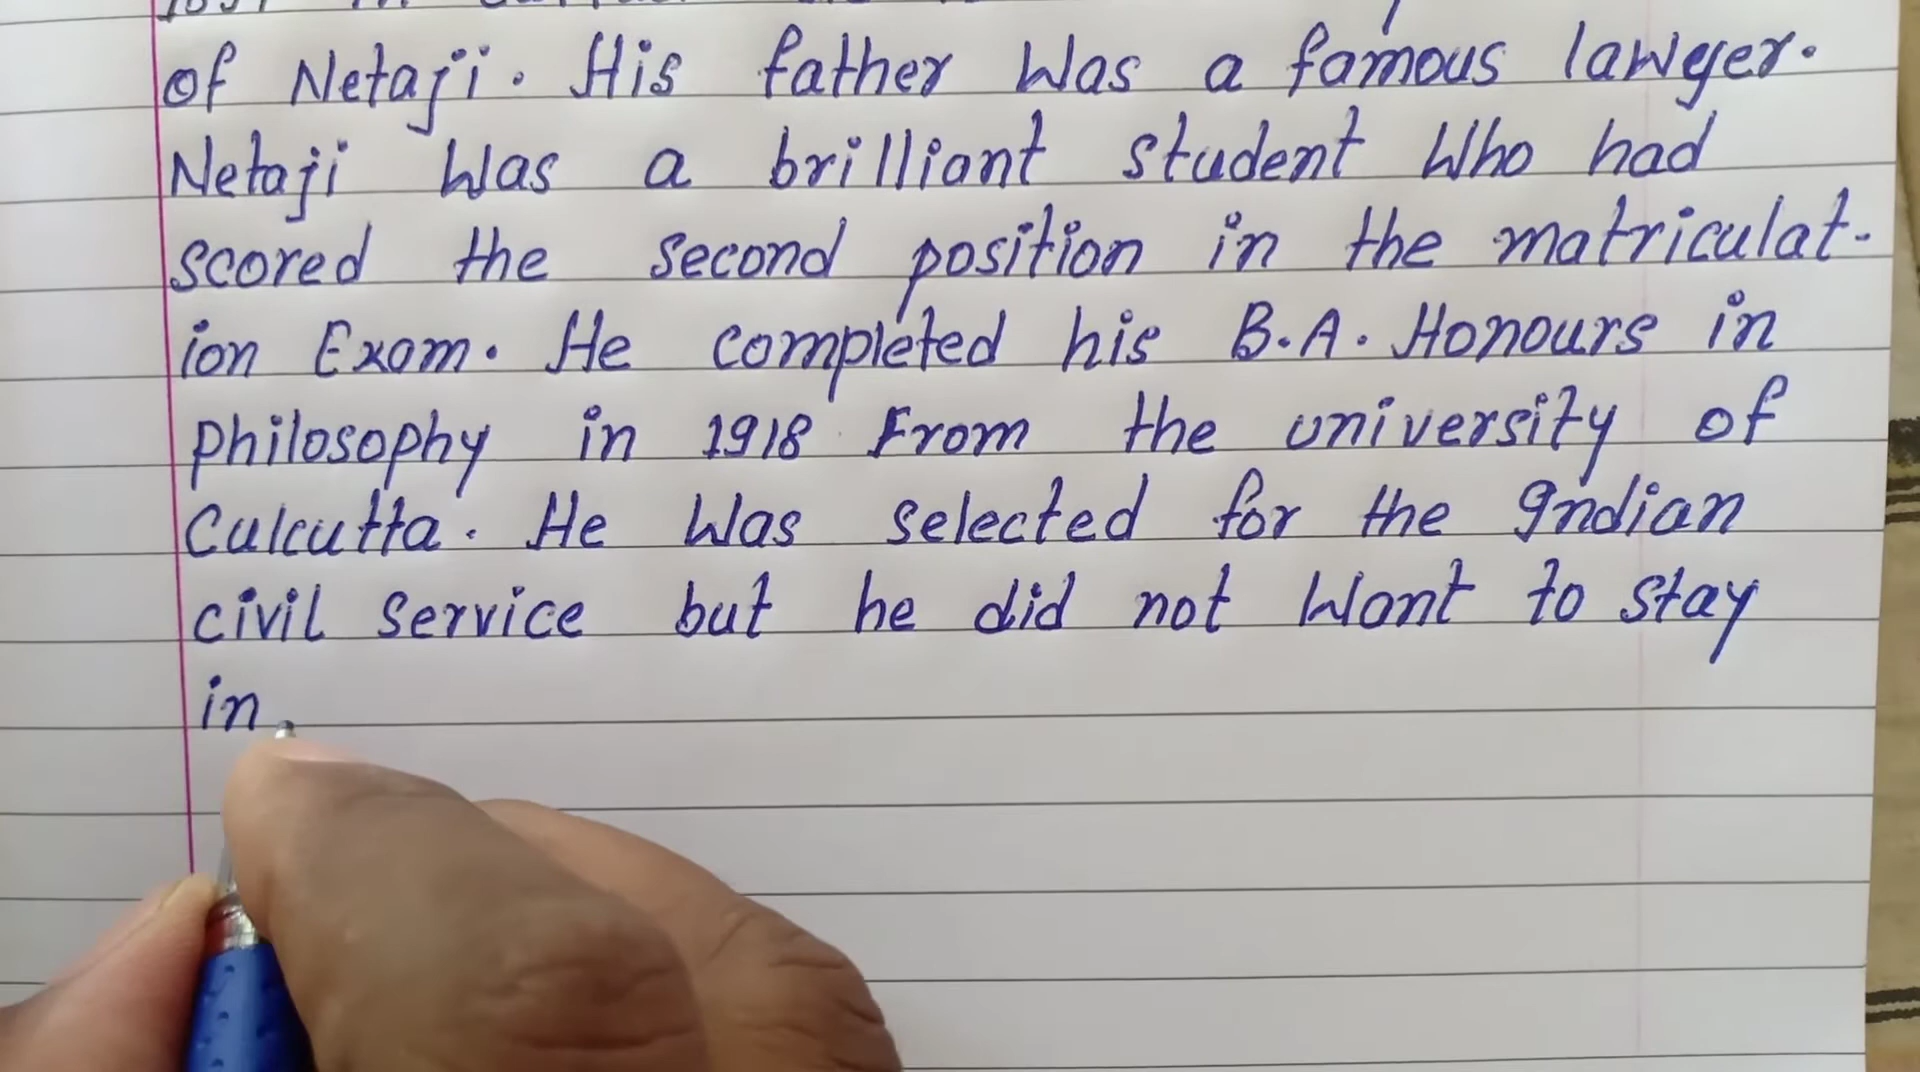 of Netaji. His father Was a famous lawyer.
Netaji Was a brilliant student Who had
scored the second position in the matriculat-
ion Exam. He completed his B.A. Honours in
philosophy in 1918 From the university of
Culcutta. He Was selected for the Indian
civil service but he did not Want to stay
in